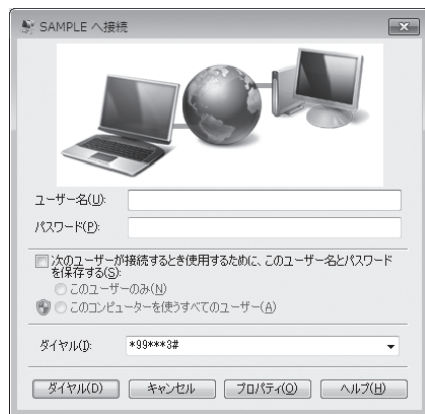 SAMPLE へ接続
ユーザー名(U):
パスワード(P):
次のユーザーが接続するとき使用するために、このユーザー名とパスワード
を保存する(S):
このユーザーのみ(N)
このコンピューターを使うすべてのユーザー(A)
ダイヤル(I): *99***3#
ダイヤル(D) キャンセル プロパティ(O) ヘルプ(H)